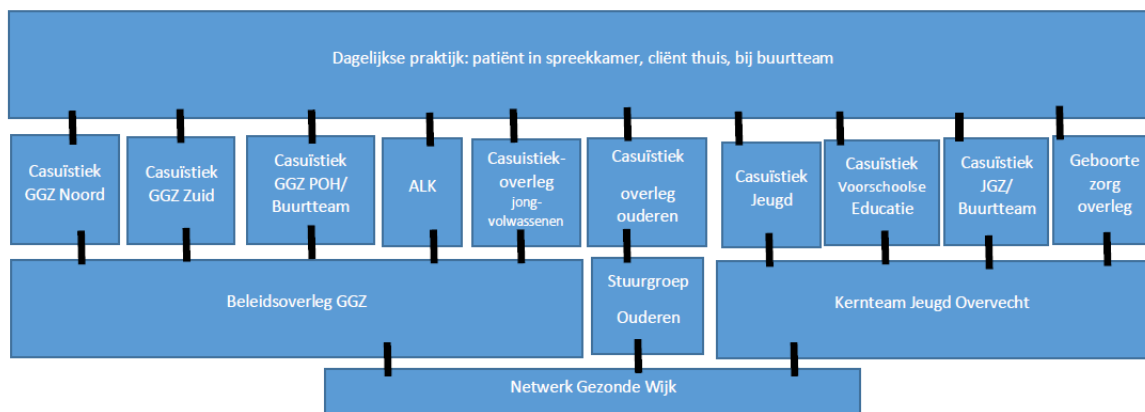 Dagelijkse praktijk: patiënt in spreekkamer, cliënt thuis, bij buurtteam
Casuïstiek
GGZ Noord
Casuïstiek
GGZ Zuid
Casuïstiek
GGZ POH/
Buurtteam
ALK
Casuistiek-
overleg
jong-
volwassenen
Casuïstiek
overleg
ouderen
Casuïstiek
Jeugd
Casuïstiek
Voorschoolse
Educatie
Casuïstiek
JGZ/
Buurtteam
Geboorte
zorg
overleg
Beleidsoverleg GGZ
Stuurgroep
Ouderen
Kernteam Jeugd Overvecht
Netwerk Gezonde Wijk